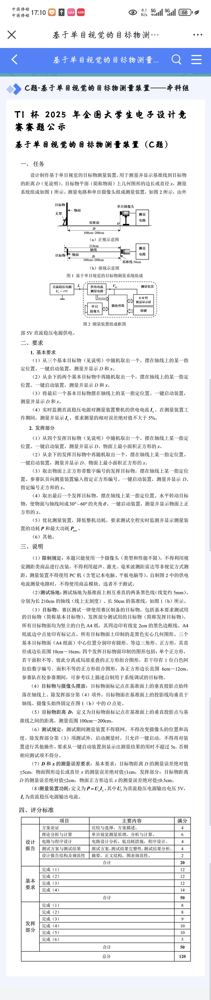 中国移动
中国移动 17:10 小红书 8.1 K/s 5G 5G 68
基于单目视觉的目标物测…
基于单目视觉的目标物测量...
C题-基于单目视觉的目标物测量装置——本科组
TI 杯 2025 年全国大学生电子设计竞
赛赛题公示
基于单目视觉的目标物测量装置（C题）
一、 任务
设计制作基于单目视觉的目标物测量装置，用于测量并显示基准线到目标物
的距离 D（见说明）、目标物平面（简称物面）上几何图形的边长或直径 x，测量
系统组成如图 1 所示。测量电路和单目摄像头组成测量装置，如图 2 所示，由外
目标物
物面
支架
单目摄像头
测量
电路
基准面
O
D
100cm~200cm
（a）正视示意图
210cm
轴线
测量
电路
目标物
物面
D
100cm~200cm
基准线 50cm
（b）俯视示意图
图 1 基于单目视觉的目标物测量系统组成
直流稳压电源
Us = +5V
Is
供电电流
测量电路
Vcc
测量装置
单目
摄像头
微处理器
6~8 吋
液晶显示屏
按键
图 2 测量装置组成框图
部 5V 直流稳压电源供电。
二、要求
1. 基本要求
（1）从三个基本目标物（见说明）中随机取出一个，摆在轴线上的某一指
定位置。一键启动装置，测量并显示 D 和 x。
（2）从余下的两个基本目标物中再随机取出一个，摆在轴线上的某一指定
位置。一键启动装置，测量并显示 D 和 x。
（3）将最后一个基本目标物摆在轴线上的某一指定位置。一键启动装置，
测量并显示 D 和 x。
（4）实时监测直流稳压电源对测量装置整机的供电电流 Is 。在测量装置工
作期间，测量并显示 Is ，要求测量的相对误差绝对值不大于 5%。
2. 发挥部分
（1）从四个发挥目标物（见说明）中随机取出一个，摆在轴线上某一指定
位置。一键启动装置，测量并显示 D、物面上最小面积正方形的 x。
（2）从余下的发挥目标物中再随机取出一个，摆在轴线上某一指定位置。
一键启动装置，测量并显示 D、物面上最小面积正方形的 x。
（3）取出物面上正方形带数字编号的发挥目标物，摆在轴线上某一指定位
置。参赛队员向测量装置输入指定正方形编号。一键启动装置，测量并显示 D、
指定编号正方形的 x。
（4）取出最后一个发挥目标物，摆在轴线上某一指定位置。水平转动目标
物，使物面与轴线间成30°~60°的夹角 θ 。一键启动装置，测量并显示物面上正
方形的 x。
（5）优化测量装置，降低整机功耗。要求测试全程实时监测并显示测量装
置的功耗 P 和最大功耗 Pmax 。
（6）其他。
三、说明
（1）限制规定：本题只能使用一个摄像头（类型和性能不限），不得利用视
觉测距类商品进行改装，不得利用超声、激光、毫米波测距雷达等非视觉方式测
距，测量装置不得使用 PC 机（含笔记本电脑、平板电脑等）。自制图 2 中的供电
电流测量电路时，不得使用商品模块。违者不予测试。
（2）测试场地：测试场地为基准面上相互垂直的两条黑色线（线宽约 5mm），
分别为长 210cm 的轴线（线上无刻度）、长 50cm 的基准线，如图 1（b）所示。
（3）目标物：赛区测试一律使用赛区制备的目标物，包括基本要求测试用
的目标物（简称基本目标物）、发挥部分测试用的目标物（简称发挥目标物）。
所有目标物面均为竖立的白色 A4 纸，其四边印有线宽 2cm 的黑色边框线。A4
纸底边中点处印有标记点。所有目标物面上印制的是黑色实心几何图形。三个
基本目标物面（A4 纸面）中心位置分别印有圆形、等边三角形、正方形，其直
径或边长范围 10cm～16cm；四个发挥目标物面印制的图形包括：单个正方形，
若干面积不等、彼此分离或局部重叠的正方形组合图形，若干印有 1 位白色阿
拉伯数字编号、面积不等的正方形组合图形，各正方形边长范围 6cm～12cm。
参赛队在校参赛期间，可参考以上描述自制用于系统调试的目标物。
（4）目标物与摄像头摆放：目标物面标记点在基准面上的垂直投影点始终
落在轴线上。除发挥部分第（4）项外，目标物面在基准面上的投影线均垂直于
轴线。摄像头始终固定在图 1（b）中的 O 点处。
（5）目标物距离 D：定义为目标物面标记点在基准面上的垂直投影点与基
准线之间的距离，测量范围 100cm～200cm。
（6）测试规定：测试期间测量装置不得联网，不得改变摄像头的位置和高
度。除发挥部分第（3）项测试外，启动测量时，只允许一键启动，不得再对装
置进行其他操作。要求从一键启动装置到显示出测量结果的用时不超过 5s，否则
相应测试项不得分。
（7）D 和 x 的测量误差要求：基本要求：目标物距离 D 的测量误差绝对值
≤5cm，物面图形边长或直径 x 的测量误差绝对值≤1cm；发挥部分：目标物距离
D 的测量误差绝对值≤2cm，物面正方形边长 x 的测量误差绝对值≤0.5cm。
（8）测量装置功耗：定义为 P = UsIs ，其中 Us 为直流稳压电源输出电压 5V，
Is 为直流稳压电源输出电流。
四、评分标准
项目 主要内容 满分
设计报告
方案论证 比较与选择，方案描述。 4
理论分析与计算 单目视觉测量原理，分析与计算。 6
电路与程序设计 电路设计分析，低功耗措施，程序设计。 4
测试方案与测试结果 测试方案，测试结果完整性，测试结果分析。 4
设计报告结构及规范性 摘要，正文结构，图表规范性。 2
合计 20
基本要求
完成（1） 12
完成（2） 12
完成（3） 12
完成（4） 14
合计 50
发挥部分
完成（1） 8
完成（2） 8
完成（3） 9
完成（4） 10
完成（5） 10
完成（6） 5
合计 50
总分 120